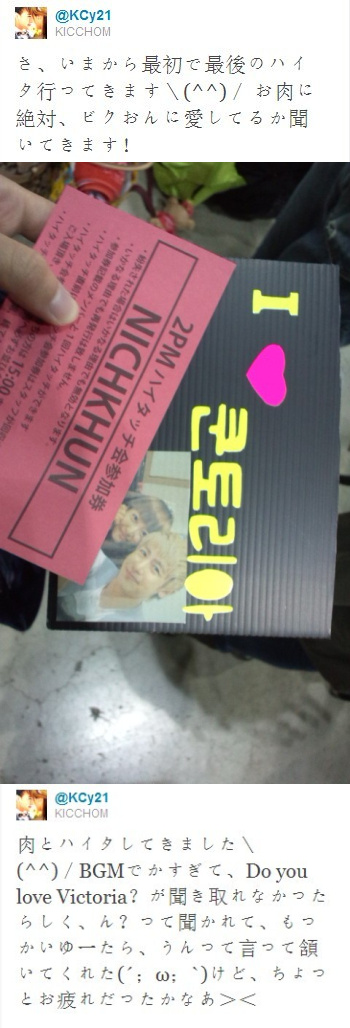 @KCy21
KICCHOM
さ、いまから最初で最後のハイ
タ行ってきます＼(^^)／ お肉に
絶対、ビクおんに愛してるか聞
いてきます！
2PMハイタッチ会参加券
NICHKHUN
15:00
I
쿤토리아
@KCy21
KICCHOM
肉とハイタしてきました＼
(^^)／BGMでかすぎて、Do you
love Victoria？が聞き取れなかった
らしく、ん？って聞かれて、もっ
かいゆーたら、うんって言って頷
いてくれた(´；ω；`)けど、ちょっ
とお疲れだったかなあ＞＜